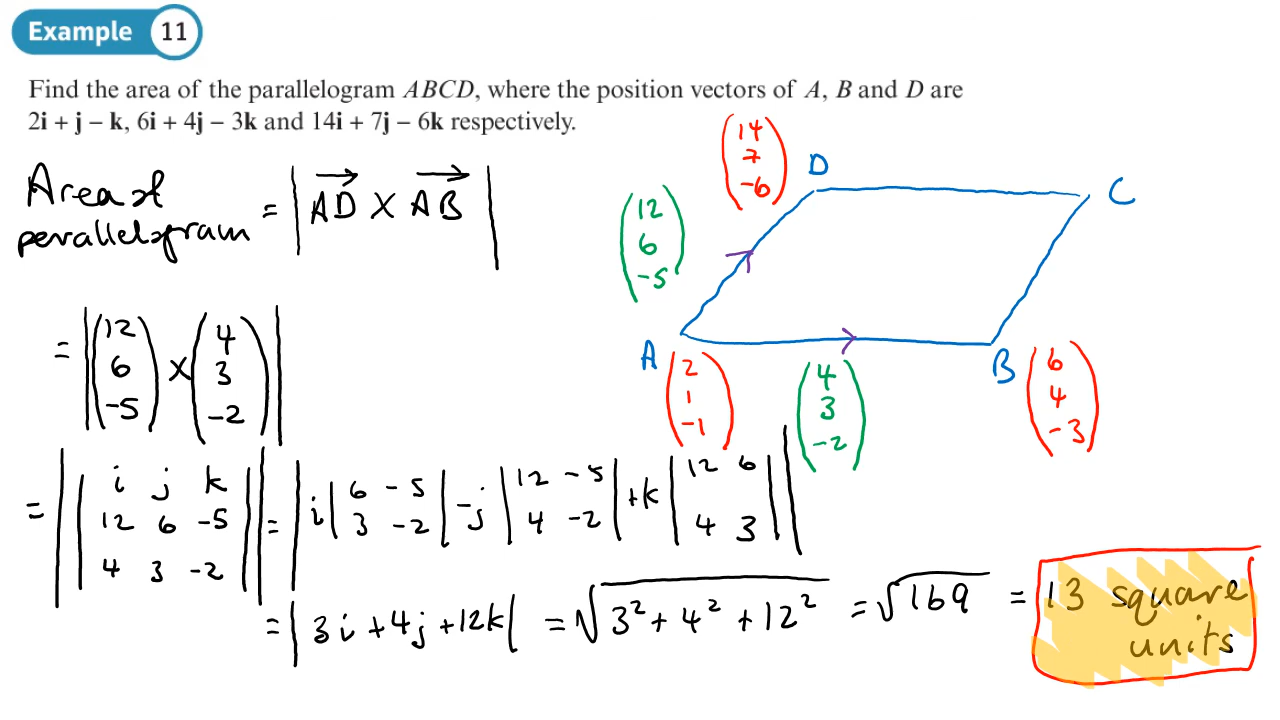 Example 11
Find the area of the parallelogram ABCD, where the position vectors of A, B and D are
2i + j − k, 6i + 4j − 3k and 14i + 7j − 6k respectively.
Area of
parallelogram = | AD × AB |
= | (12 6 -5) × (4 3 -2) |
= | | i j k
12 6 -5
4 3 -2 | | = | i | 6 -5
3 -2 | - j | 12 -5
4 -2 | + k | 12 6
4 3 | |
= | 3i + 4j + 12k | = √3² + 4² + 12² = √169 = 13 square
units
(14
7
-6)
D
C
(12
6
-5)
A
(2
1
-1)
(4
3
-2)
B
(6
4
-3)